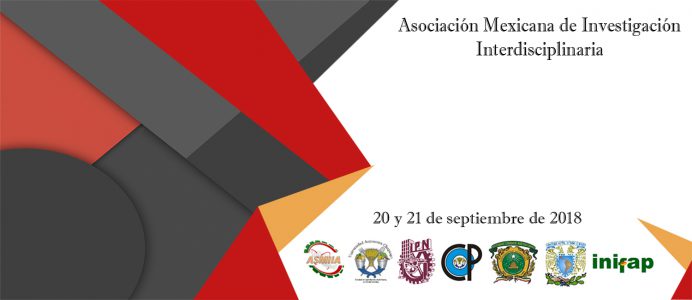 Asociación Mexicana de Investigación
Interdisciplinaria
20 y 21 de septiembre de 2018
ASMIIA
IPN
CP
inifap